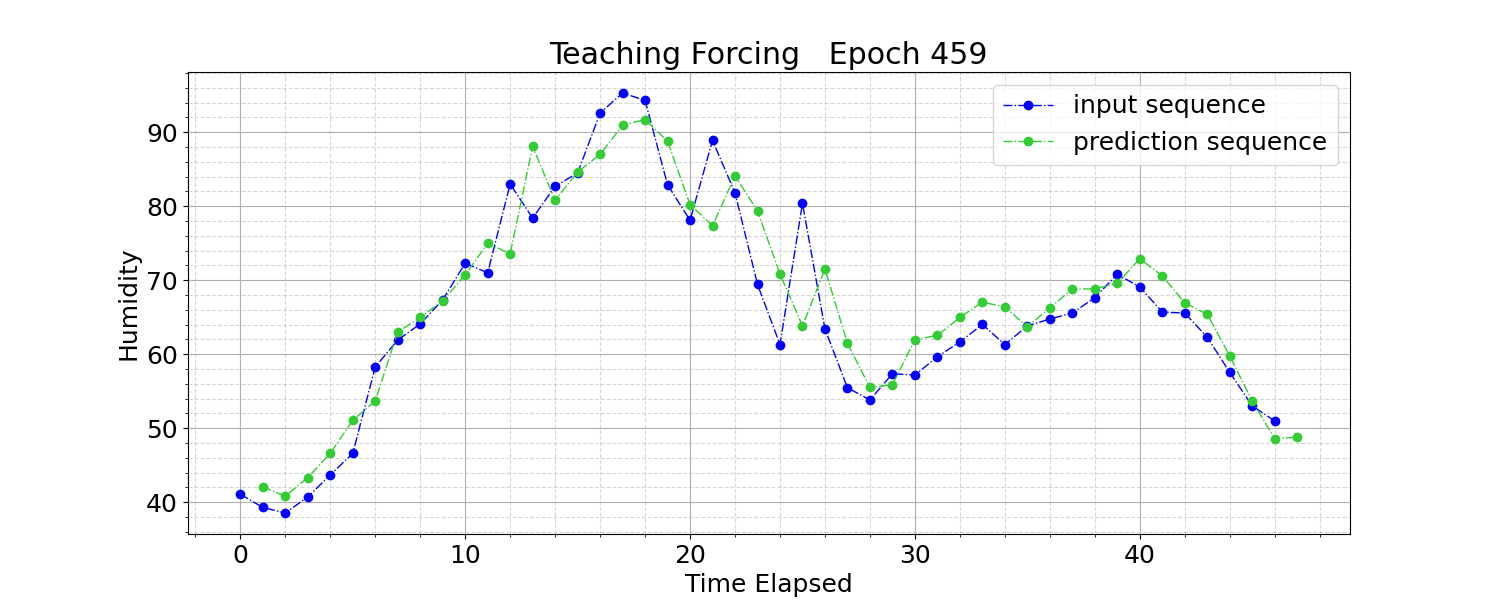 Teaching Forcing   Epoch 459
input sequence
prediction sequence
Humidity
90
80
70
60
50
40
0 10 20 30 40
Time Elapsed